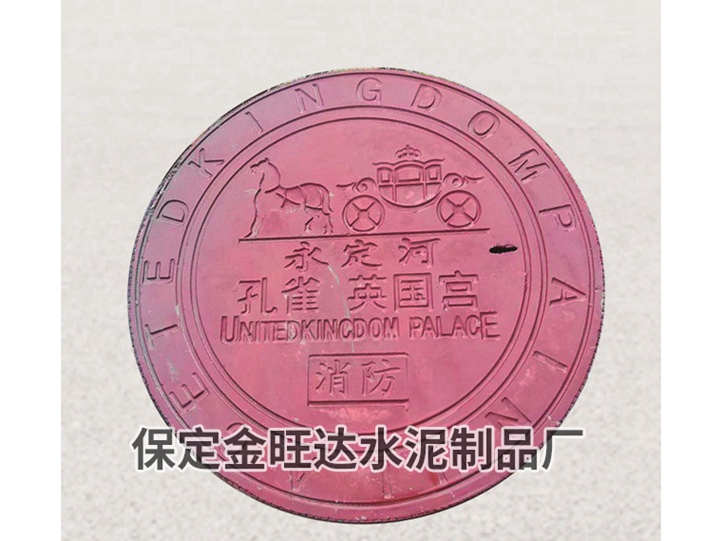 ETEDKINGDOMPAIN
永定河
孔雀 英国宫
UNITEDKINGDOM PALACE
消防
保定金旺达水泥制品厂